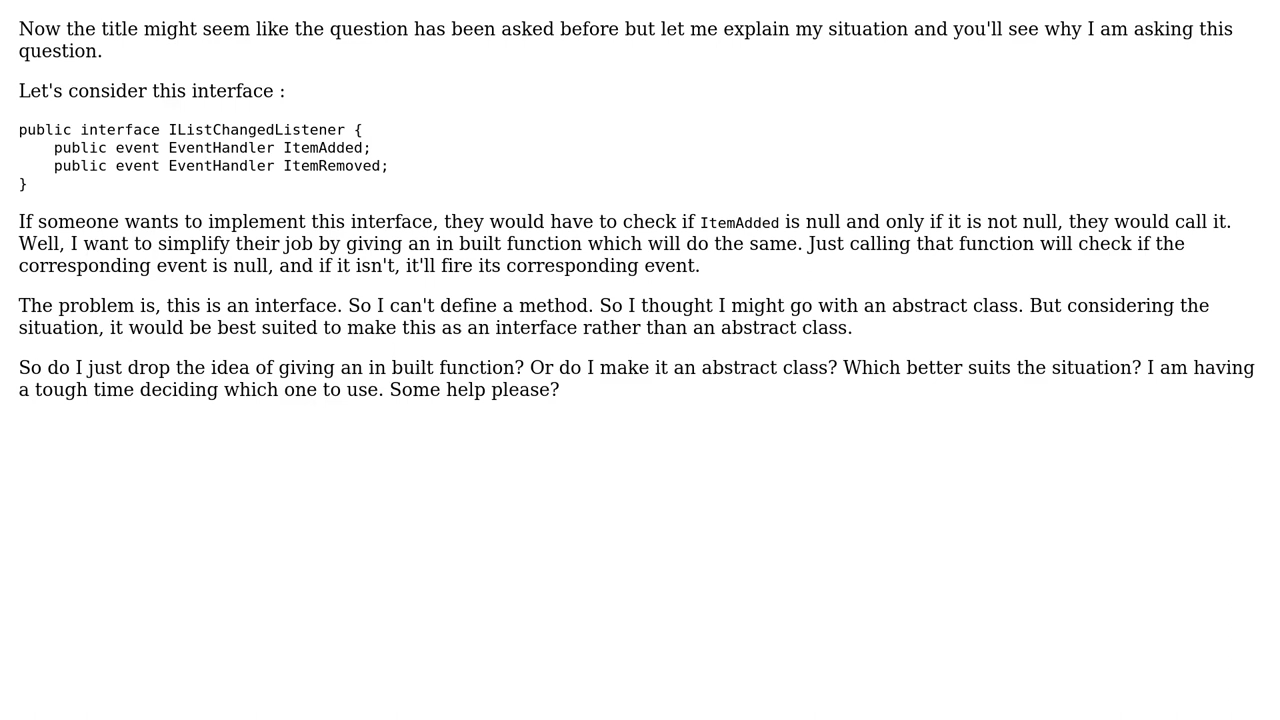 Now the title might seem like the question has been asked before but let me explain my situation and you'll see why I am asking this
question.
Let's consider this interface :
public interface IListChangedListener {
    public event EventHandler ItemAdded;
    public event EventHandler ItemRemoved;
}
If someone wants to implement this interface, they would have to check if ItemAdded is null and only if it is not null, they would call it.
Well, I want to simplify their job by giving an in built function which will do the same. Just calling that function will check if the
corresponding event is null, and if it isn't, it'll fire its corresponding event.
The problem is, this is an interface. So I can't define a method. So I thought I might go with an abstract class. But considering the
situation, it would be best suited to make this as an interface rather than an abstract class.
So do I just drop the idea of giving an in built function? Or do I make it an abstract class? Which better suits the situation? I am having
a tough time deciding which one to use. Some help please?